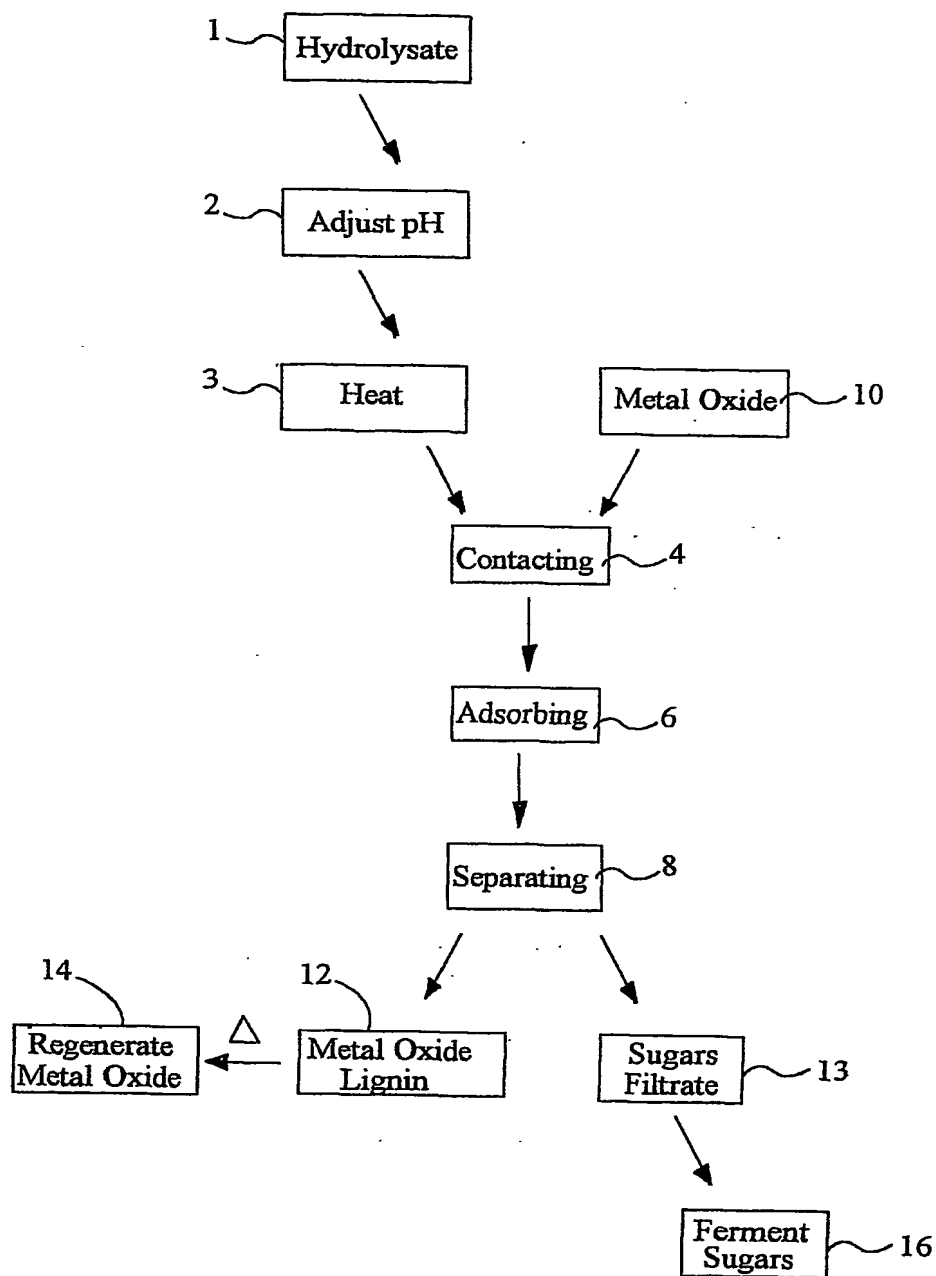 1
Hydrolysate
2
Adjust pH
3
Heat
Metal Oxide
10
Contacting
4
Adsorbing
6
Separating
8
14
12
Regenerate
Metal Oxide
Δ
Metal Oxide
Lignin
Sugars
Filtrate
13
Ferment
Sugars
16